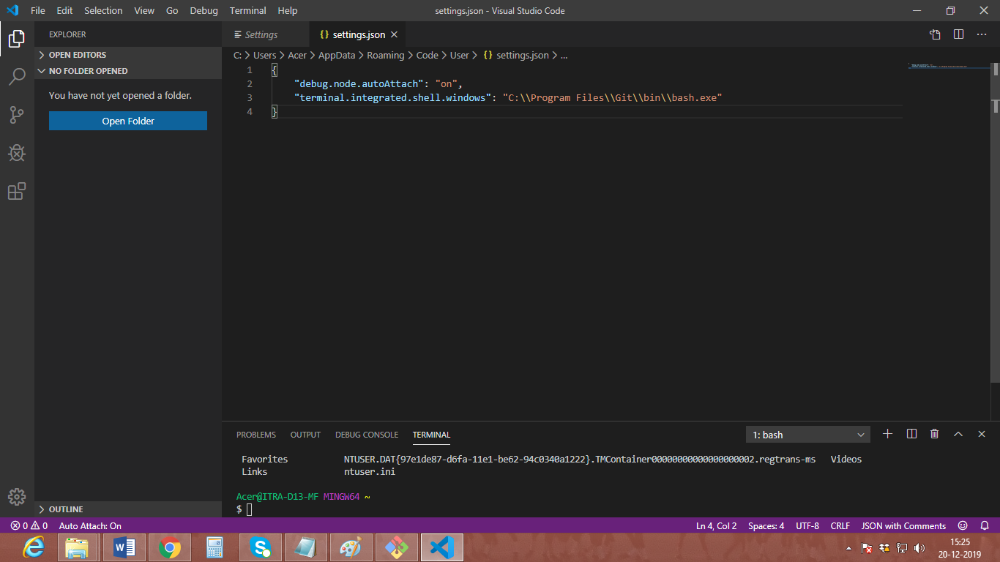 File Edit Selection View Go Debug Terminal Help settings.json - Visual Studio Code
EXPLORER
OPEN EDITORS
NO FOLDER OPENED
You have not yet opened a folder.
Open Folder
OUTLINE
Settings {} settings.json
C: > Users > Acer > AppData > Roaming > Code > User > {} settings.json > ...
1 {
2 "debug.node.autoAttach": "on",
3 "terminal.integrated.shell.windows": "C:\\Program Files\\Git\\bin\\bash.exe"
4 }
PROBLEMS OUTPUT DEBUG CONSOLE TERMINAL 1: bash
Favorites NTUSER.DAT{97e1de87-d6fa-11e1-be62-94c0340a1222}.TMContainer00000000000000000002.regtrans-ms Videos
Links ntuser.ini
Acer@ITRA-D13-MF MINGW64 ~
$
0 0 Auto Attach: On Ln 4, Col 2 Spaces: 4 UTF-8 CRLF JSON with Comments
15:25
20-12-2019